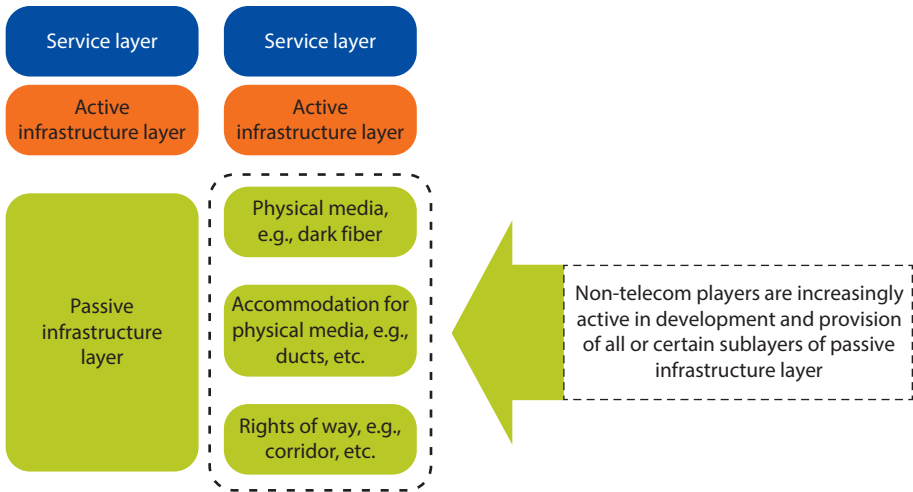 Service layer
Service layer
Active
infrastructure layer
Active
infrastructure layer
Passive
infrastructure
layer
Physical media,
e.g., dark fiber
Accommodation for
physical media, e.g.,
ducts, etc.
Rights of way, e.g.,
corridor, etc.
Non-telecom players are increasingly
active in development and provision
of all or certain sublayers of passive
infrastructure layer